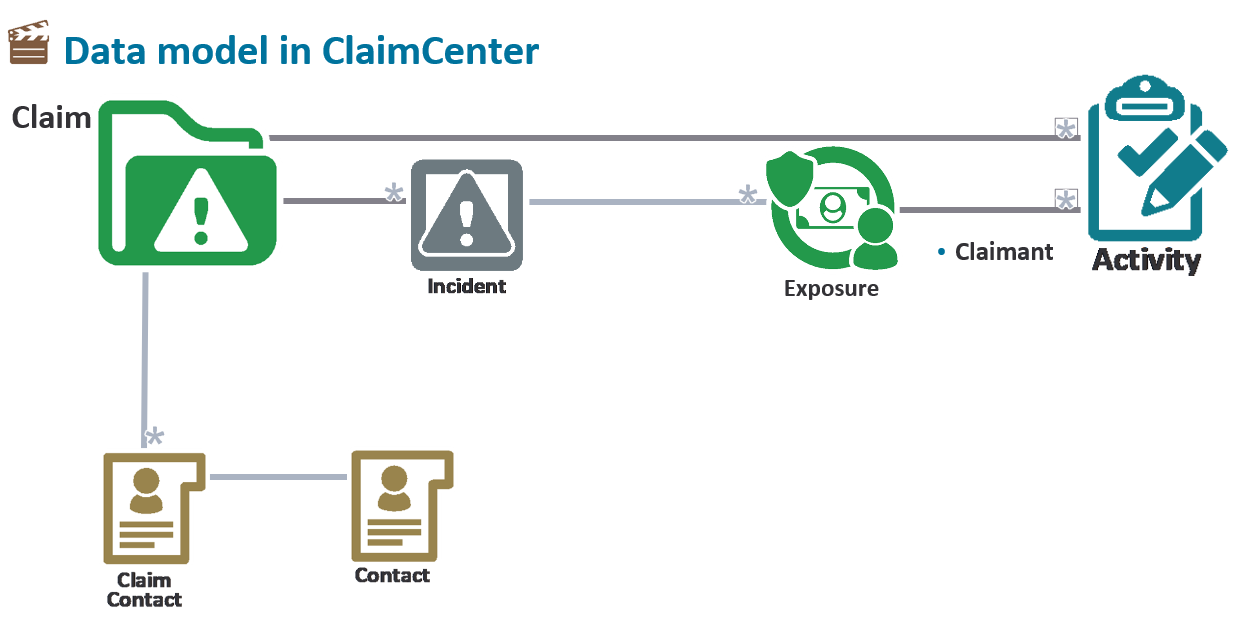 Data model in ClaimCenter
Claim
*
* * *
Incident
Exposure
• Claimant
Activity
*
Claim
Contact
Contact